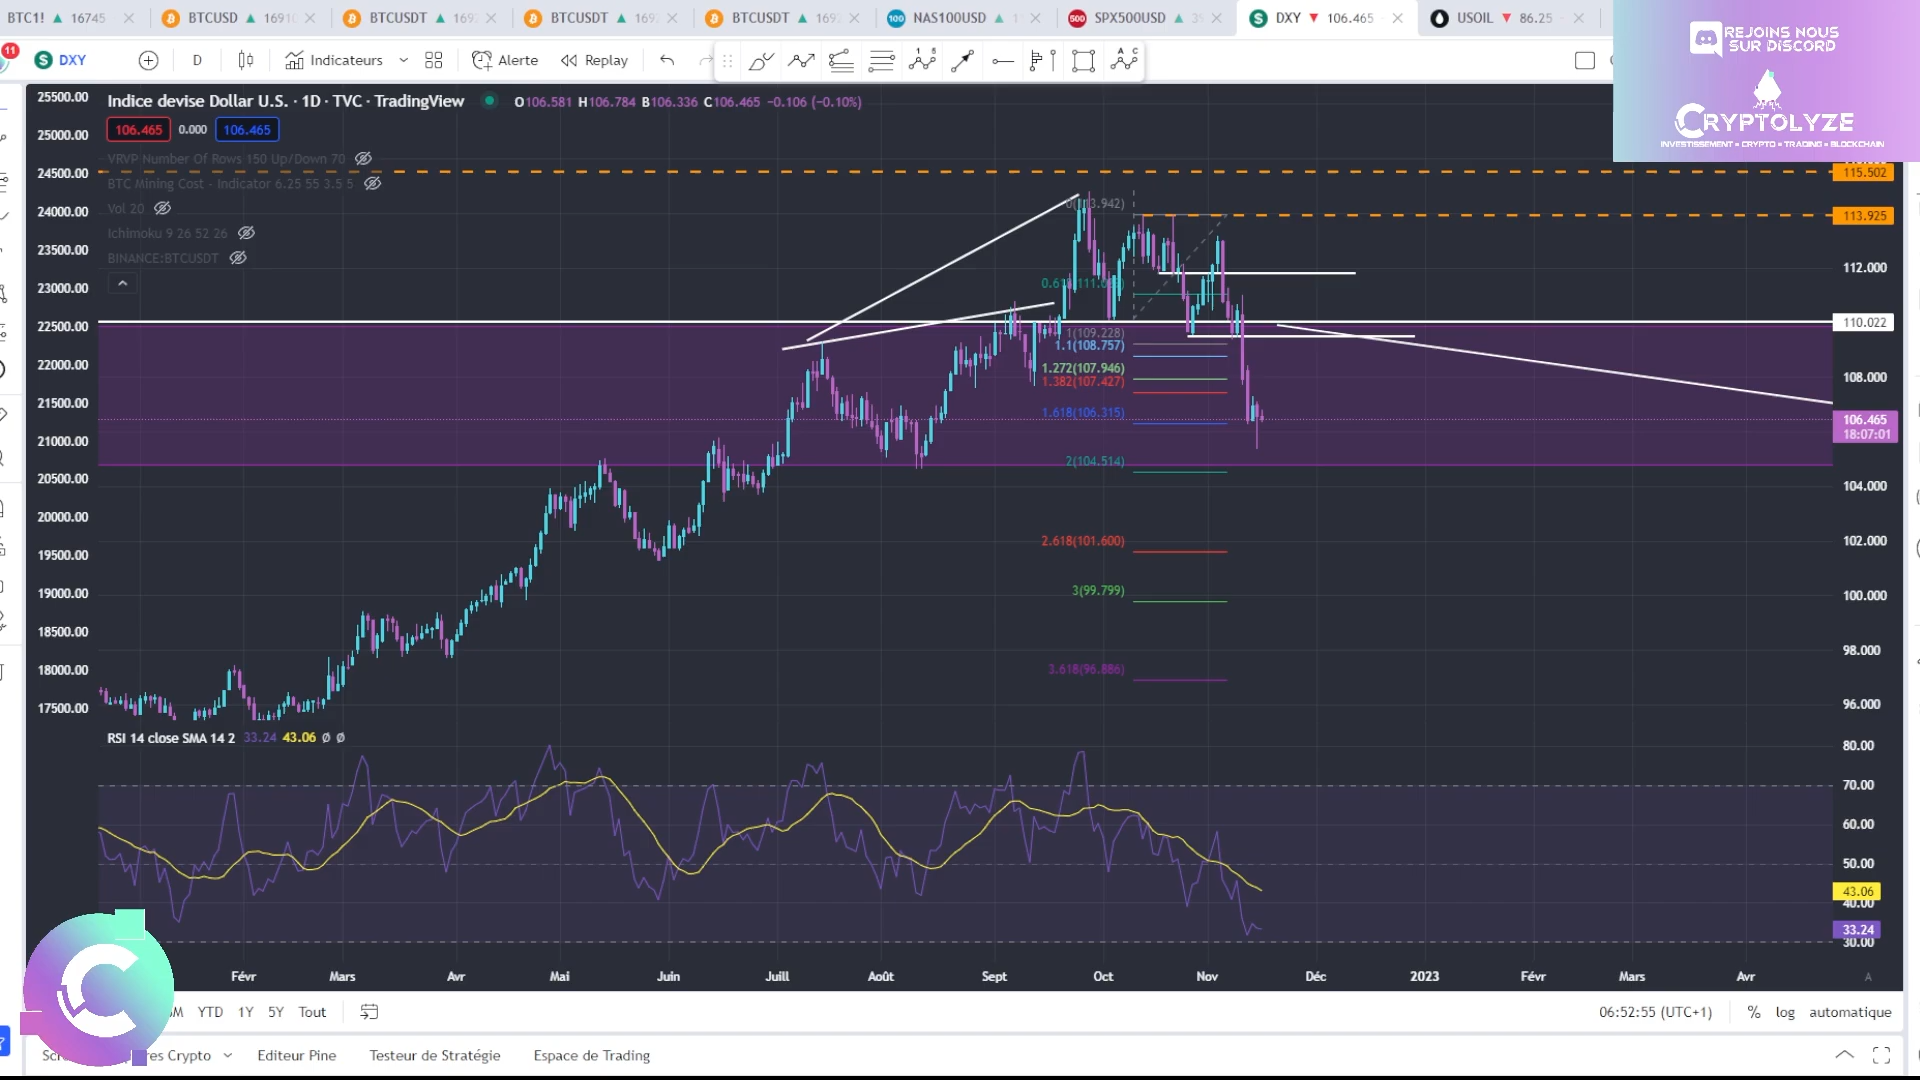 BTC1! ▲ 16745
BTCUSD ▲
BTCUSDT ▲
BTCUSDT ▲
BTCUSDT ▲
NAS100USD ▲
SPX500USD ▲
DXY ▼ 106.465
USOIL ▼ 86.25
REJOINS NOUS
SUR DISCORD
CRYPTOLYZE
INVESTISSEMENT • CRYPTO • TRADING • BLOCKCHAIN
11
DXY
D
Indicateurs
Alerte
Replay
Indice devise Dollar U.S. · 1D · TVC · TradingView
O106.581 H106.784 B106.336 C106.465 −0.106 (−0.10%)
106.465 0.000 106.465
VRVP Number Of Rows 150 Up/Down 70
BTC Mining Cost - Indicator 6.25 55 3.5 5
Vol 20
Ichimoku 9 26 52 26
BINANCE:BTCUSDT
25500.00
25000.00
24500.00
24000.00
23500.00
23000.00
22500.00
22000.00
21500.00
21000.00
20500.00
20000.00
19500.00
19000.00
18500.00
18000.00
17500.00
1(109.228)
1.1(108.757)
1.272(107.946)
1.382(107.427)
1.618(106.315)
2(104.514)
2.618(101.600)
3(99.799)
3.618(96.886)
115.502
113.925
112.000
110.022
108.000
106.465
18:07:01
104.000
102.000
100.000
98.000
96.000
RSI 14 close SMA 14 2 33.24 43.06 Ø Ø
80.00
70.00
60.00
50.00
43.06
40.00
33.24
30.00
Févr Mars Avr Mai Juin Juill Août Sept Oct Nov Déc 2023 Févr Mars Avr
A
YTD 1Y 5Y Tout
06:52:55 (UTC+1) % log automatique
Crypto Editeur Pine Testeur de Stratégie Espace de Trading